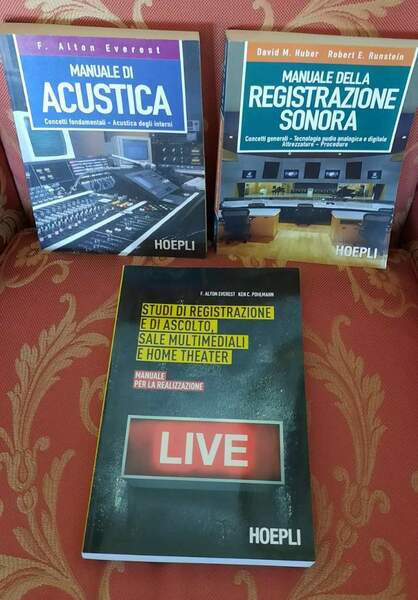 F. Alton Everest
MANUALE DI
ACUSTICA
Concetti fondamentali - Acustica degli interni
HOEPLI
David M. Huber Robert E. Runstein
MANUALE DELLA
REGISTRAZIONE
SONORA
Concetti generali - Tecnologia audio analogica e digitale
Attrezzature - Procedure
HOEPLI
F. ALTON EVEREST KEN C. POHLMANN
STUDI DI REGISTRAZIONE
E DI ASCOLTO,
SALE MULTIMEDIALI
E HOME THEATER
MANUALE
PER LA REALIZZAZIONE
LIVE
HOEPLI